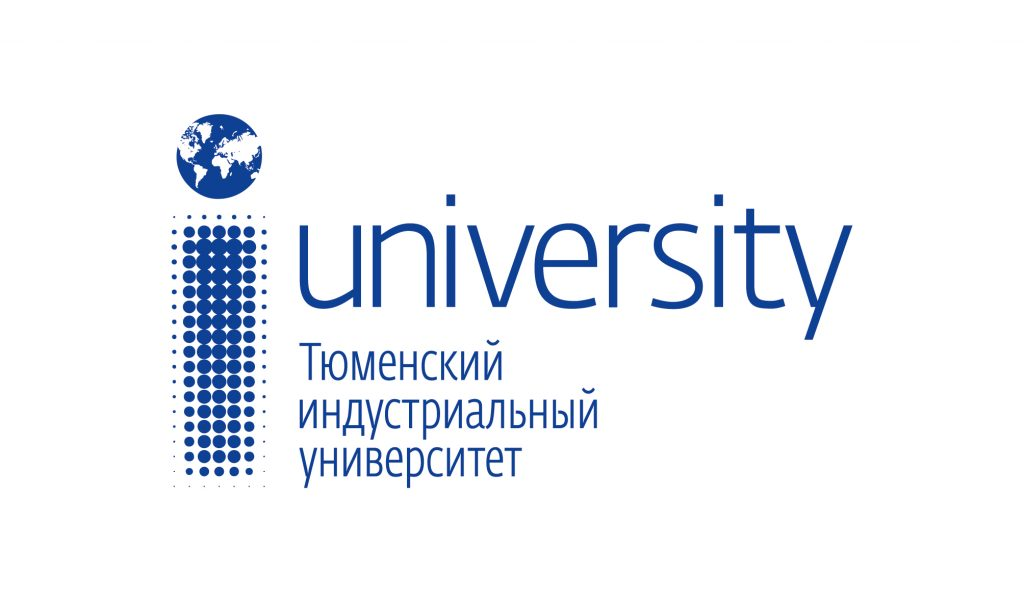 i university
Тюменский
индустриальный
университет